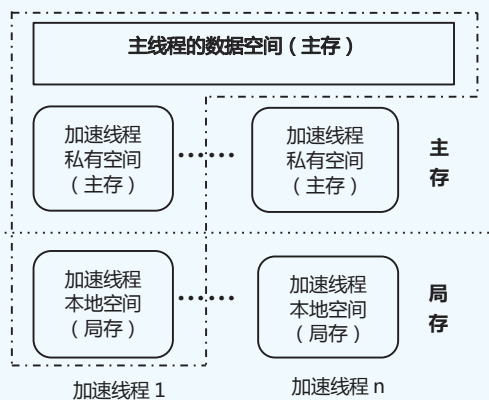 主线程的数据空间（主存）
加速线程
私有空间
（主存）
……
加速线程
私有空间
（主存）
主
存
加速线程
本地空间
（局存）
……
加速线程
本地空间
（局存）
局
存
加速线程 1
加速线程 n